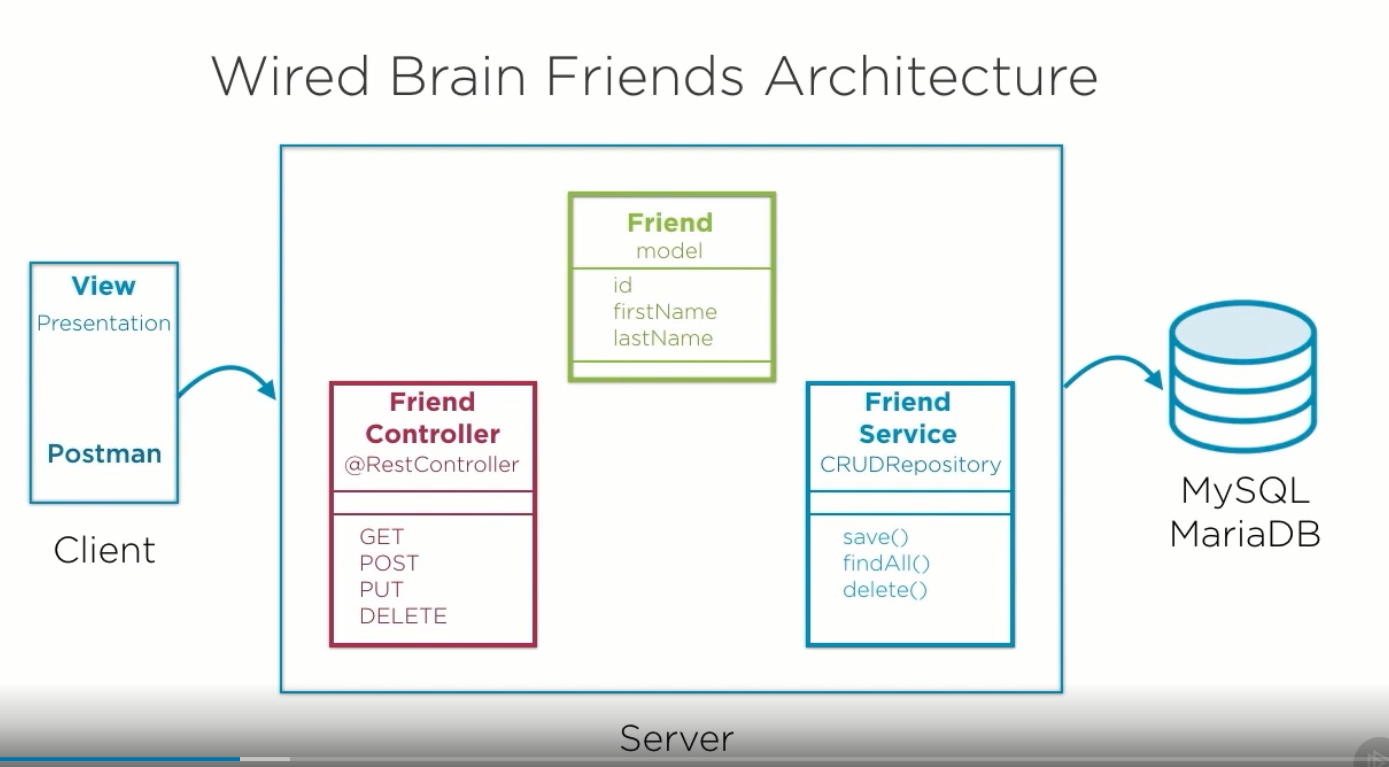 Wired Brain Friends Architecture
View
Presentation
Postman
Client
Friend
model
id
firstName
lastName
Friend
Controller
@RestController
GET
POST
PUT
DELETE
Friend
Service
CRUDRepository
save()
findAll()
delete()
MySQL
MariaDB
Server